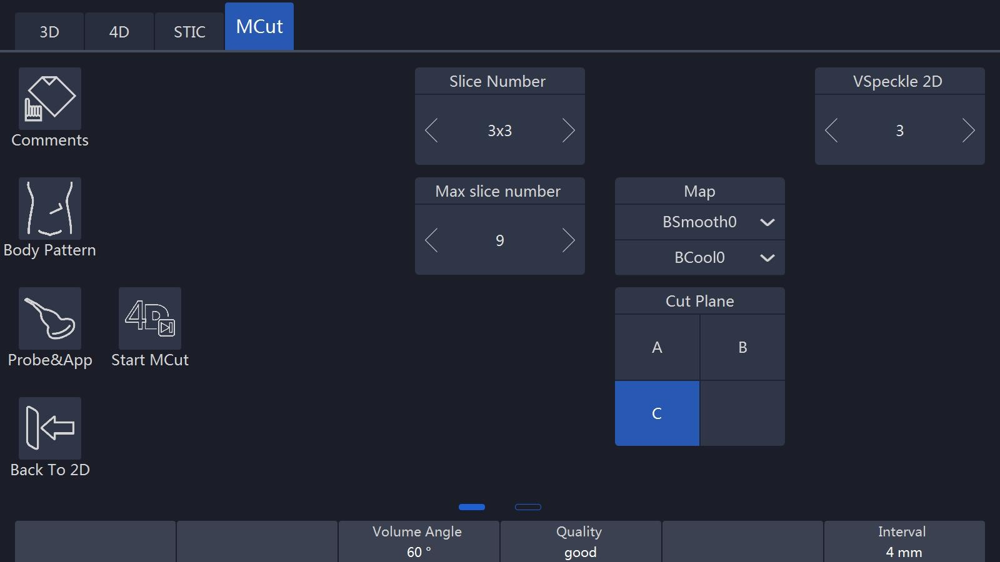 3D
4D
STIC
MCut
Comments
Slice Number
3x3
VSpeckle 2D
3
Body Pattern
Max slice number
9
Map
BSmooth0
BCool0
Probe&App
4D
Start MCut
Cut Plane
A
B
C
Back To 2D
Volume Angle
60 °
Quality
good
Interval
4 mm